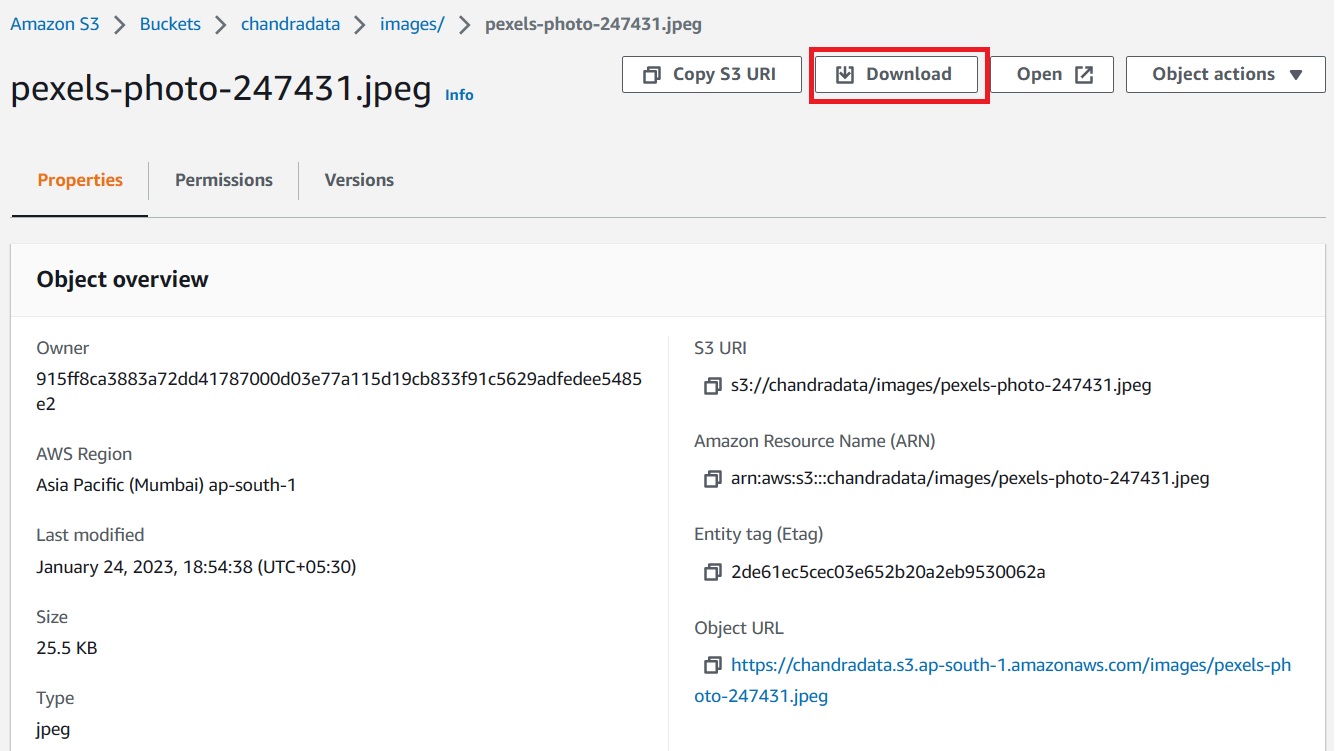 Amazon S3 > Buckets > chandradata > images/ > pexels-photo-247431.jpeg
pexels-photo-247431.jpeg Info
Copy S3 URI Download Open Object actions
Properties Permissions Versions
Object overview
Owner
915ff8ca3883a72dd41787000d03e77a115d19cb833f91c5629adfedee5485
e2
AWS Region
Asia Pacific (Mumbai) ap-south-1
Last modified
January 24, 2023, 18:54:38 (UTC+05:30)
Size
25.5 KB
Type
jpeg
S3 URI
s3://chandradata/images/pexels-photo-247431.jpeg
Amazon Resource Name (ARN)
arn:aws:s3:::chandradata/images/pexels-photo-247431.jpeg
Entity tag (Etag)
2de61ec5cec03e652b20a2eb9530062a
Object URL
https://chandradata.s3.ap-south-1.amazonaws.com/images/pexels-ph
oto-247431.jpeg